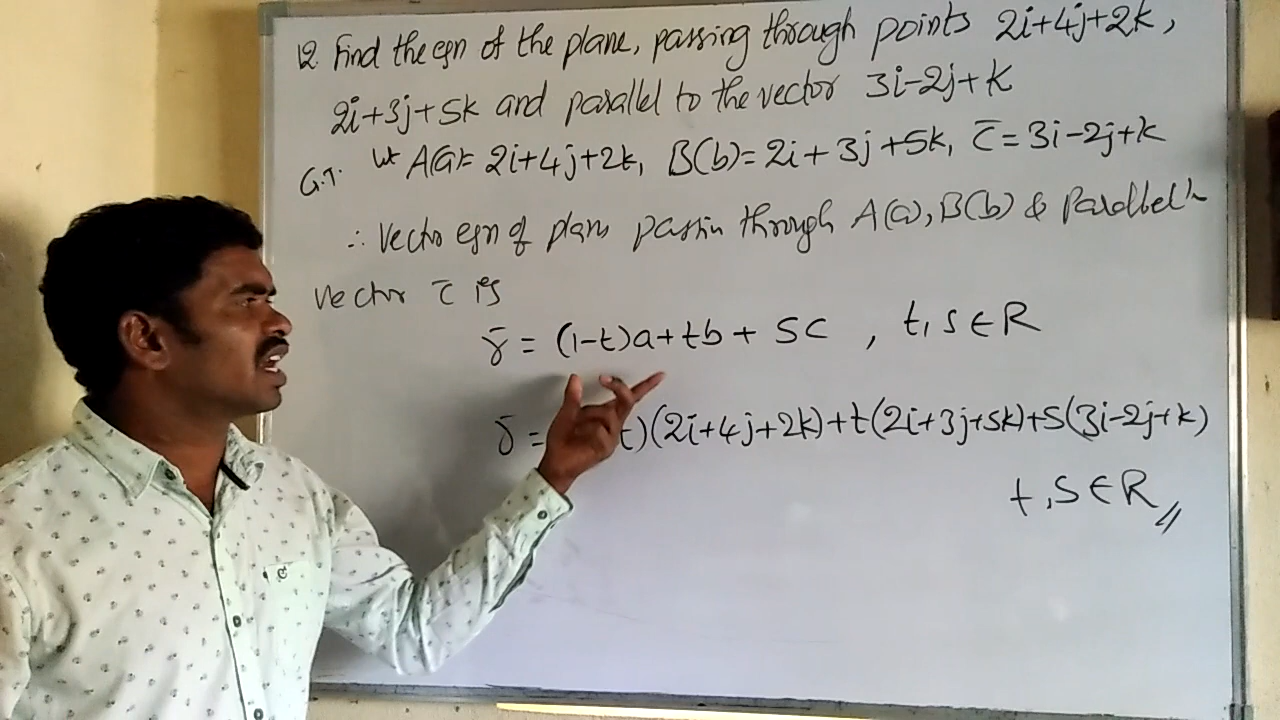 12. Find the eqn of the plane, passing through points 2i+4j+2k,
2i+3j+5k and parallel to the vector 3i-2j+k
G.T. let A(a)= 2i+4j+2k, B(b)= 2i+3j+5k, c̄ = 3i-2j+k
∴ Vector eqn of plane passin through A(a), B(b) & Parallel
vector c̄ is
r̄ = (1-t)a+tb+ sc , t, s ∈ R
r̄ = t)(2i+4j+2k)+t(2i+3j+5k)+s(3i-2j+k)
t, s ∈ R //